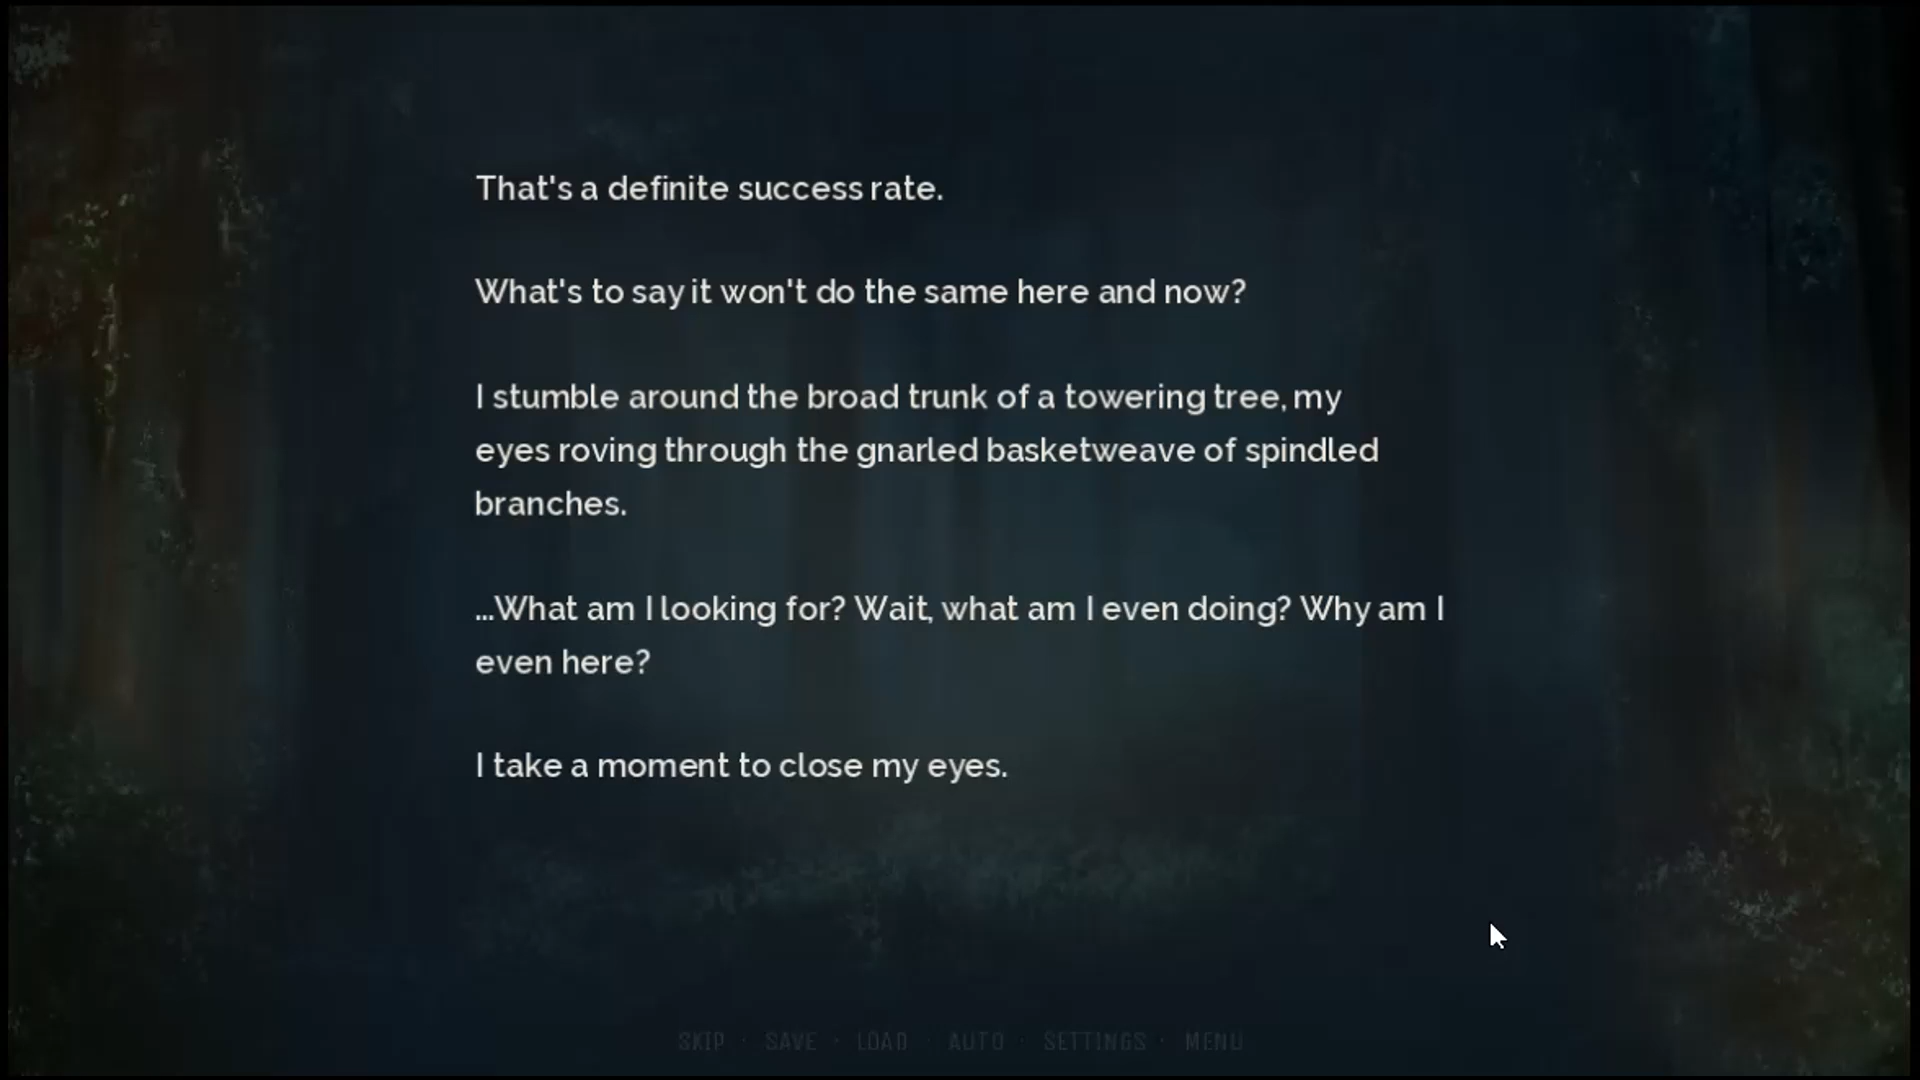 That's a definite success rate.
What's to say it won't do the same here and now?
I stumble around the broad trunk of a towering tree, my
eyes roving through the gnarled basketweave of spindled
branches.
...What am I looking for? Wait, what am I even doing? Why am I
even here?
I take a moment to close my eyes.
SKIP · SAVE · LOAD · AUTO · SETTINGS · MENU